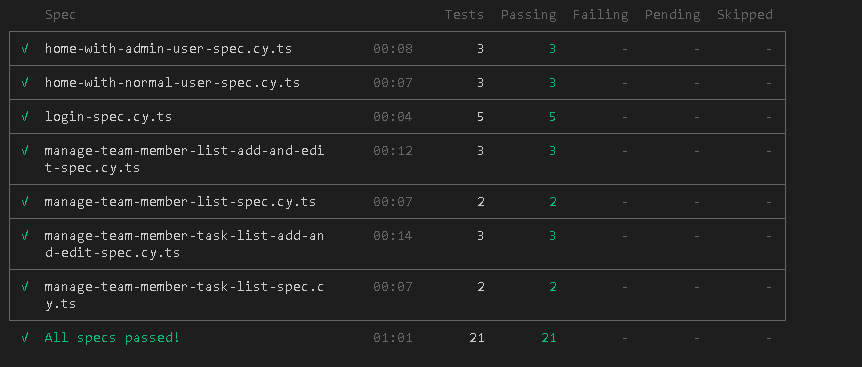 Spec Tests Passing Failing Pending Skipped
√ home-with-admin-user-spec.cy.ts 00:08 3 3 - - -
√ home-with-normal-user-spec.cy.ts 00:07 3 3 - - -
√ login-spec.cy.ts 00:04 5 5 - - -
√ manage-team-member-list-add-and-edi 00:12 3 3 - - -
t-spec.cy.ts
√ manage-team-member-list-spec.cy.ts 00:07 2 2 - - -
√ manage-team-member-task-list-add-an 00:14 3 3 - - -
d-edit-spec.cy.ts
√ manage-team-member-task-list-spec.c 00:07 2 2 - - -
y.ts
√ All specs passed! 01:01 21 21 - - -